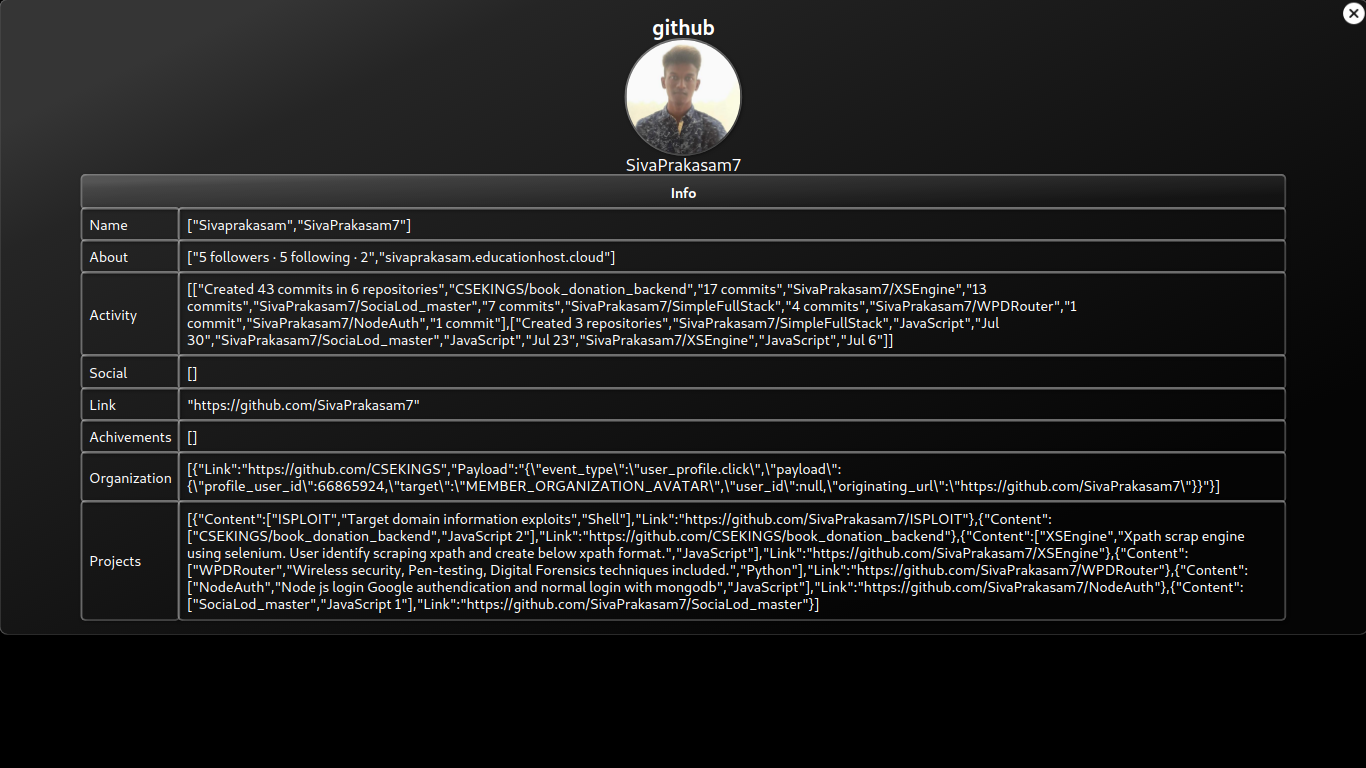 github
SivaPrakasam7
Info
Name
["Sivaprakasam","SivaPrakasam7"]
About
["5 followers · 5 following · 2","sivaprakasam.educationhost.cloud"]
Activity
[["Created 43 commits in 6 repositories","CSEKINGS/book_donation_backend","17 commits","SivaPrakasam7/XSEngine","13
commits","SivaPrakasam7/SociaLod_master","7 commits","SivaPrakasam7/SimpleFullStack","4 commits","SivaPrakasam7/WPDRouter","1
commit","SivaPrakasam7/NodeAuth","1 commit"],["Created 3 repositories","SivaPrakasam7/SimpleFullStack","JavaScript","Jul
30","SivaPrakasam7/SociaLod_master","JavaScript","Jul 23","SivaPrakasam7/XSEngine","JavaScript","Jul 6"]]
Social
[]
Link
"https://github.com/SivaPrakasam7"
Achivements
[]
Organization
[{"Link":"https://github.com/CSEKINGS","Payload":"{\"event_type\":\"user_profile.click\",\"payload\":
{\"profile_user_id\":66865924,\"target\":\"MEMBER_ORGANIZATION_AVATAR\",\"user_id\":null,\"originating_url\":\"https://github.com/SivaPrakasam7\"}}"}]
Projects
[{"Content":["ISPLOIT","Target domain information exploits","Shell"],"Link":"https://github.com/SivaPrakasam7/ISPLOIT"},{"Content":
["CSEKINGS/book_donation_backend","JavaScript 2"],"Link":"https://github.com/CSEKINGS/book_donation_backend"},{"Content":["XSEngine","Xpath scrap engine
using selenium. User identify scraping xpath and create below xpath format.","JavaScript"],"Link":"https://github.com/SivaPrakasam7/XSEngine"},{"Content":
["WPDRouter","Wireless security, Pen-testing, Digital Forensics techniques included.","Python"],"Link":"https://github.com/SivaPrakasam7/WPDRouter"},{"Content":
["NodeAuth","Node js login Google authendication and normal login with mongodb","JavaScript"],"Link":"https://github.com/SivaPrakasam7/NodeAuth"},{"Content":
["SociaLod_master","JavaScript 1"],"Link":"https://github.com/SivaPrakasam7/SociaLod_master"}]